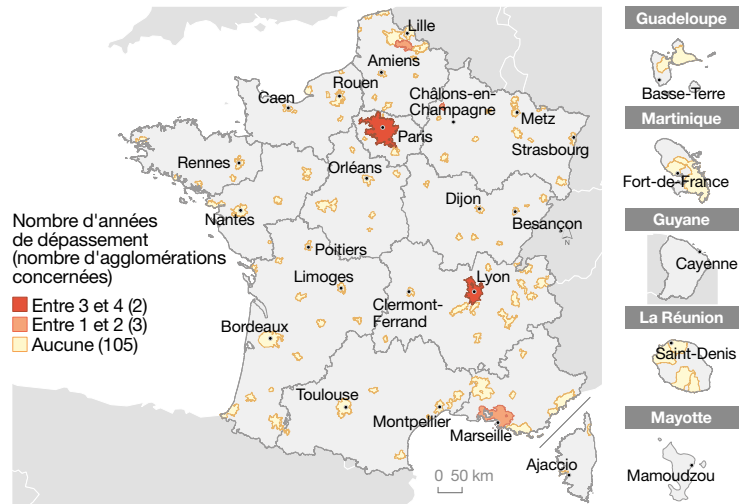 Lille
Amiens
Rouen
Caen
Châlons-en-
Champagne
Metz
Paris
Strasbourg
Rennes
Orléans
Nantes
Dijon
Besançon
Poitiers
Limoges
Clermont-
Ferrand
Lyon
Bordeaux
Toulouse
Montpellier
Marseille
Ajaccio
Nombre d'années
de dépassement
(nombre d'agglomérations
concernées)
Entre 3 et 4 (2)
Entre 1 et 2 (3)
Aucune (105)
0 50 km
N
Guadeloupe
Basse-Terre
Martinique
Fort-de-France
Guyane
Cayenne
La Réunion
Saint-Denis
Mayotte
Mamoudzou